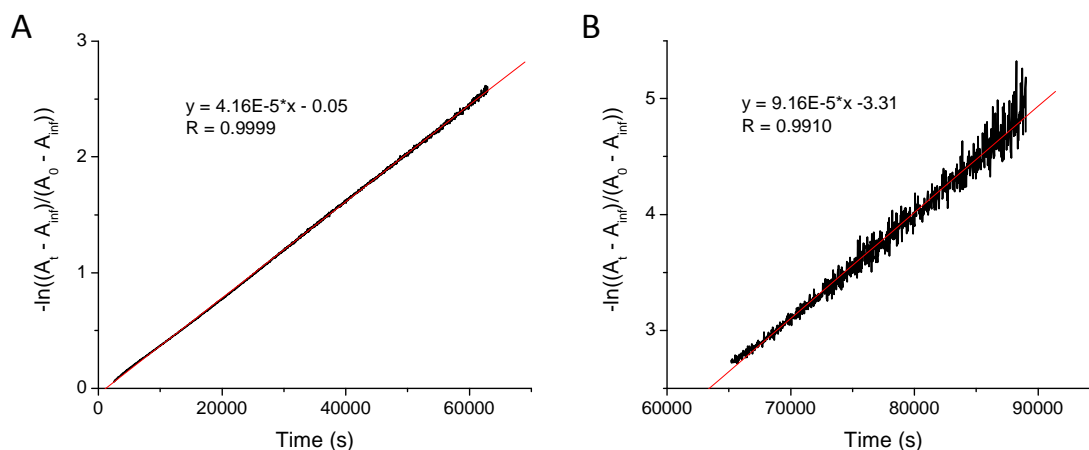 A
y = 4.16E-5*x - 0.05
R = 0.9999
-ln((A_t - A_inf)/(A_0 - A_inf))
3
2
1
0
0 20000 40000 60000
Time (s)
B
y = 9.16E-5*x -3.31
R = 0.9910
-ln((A_t - A_inf)/(A_0 - A_inf))
5
4
3
60000 70000 80000 90000
Time (s)